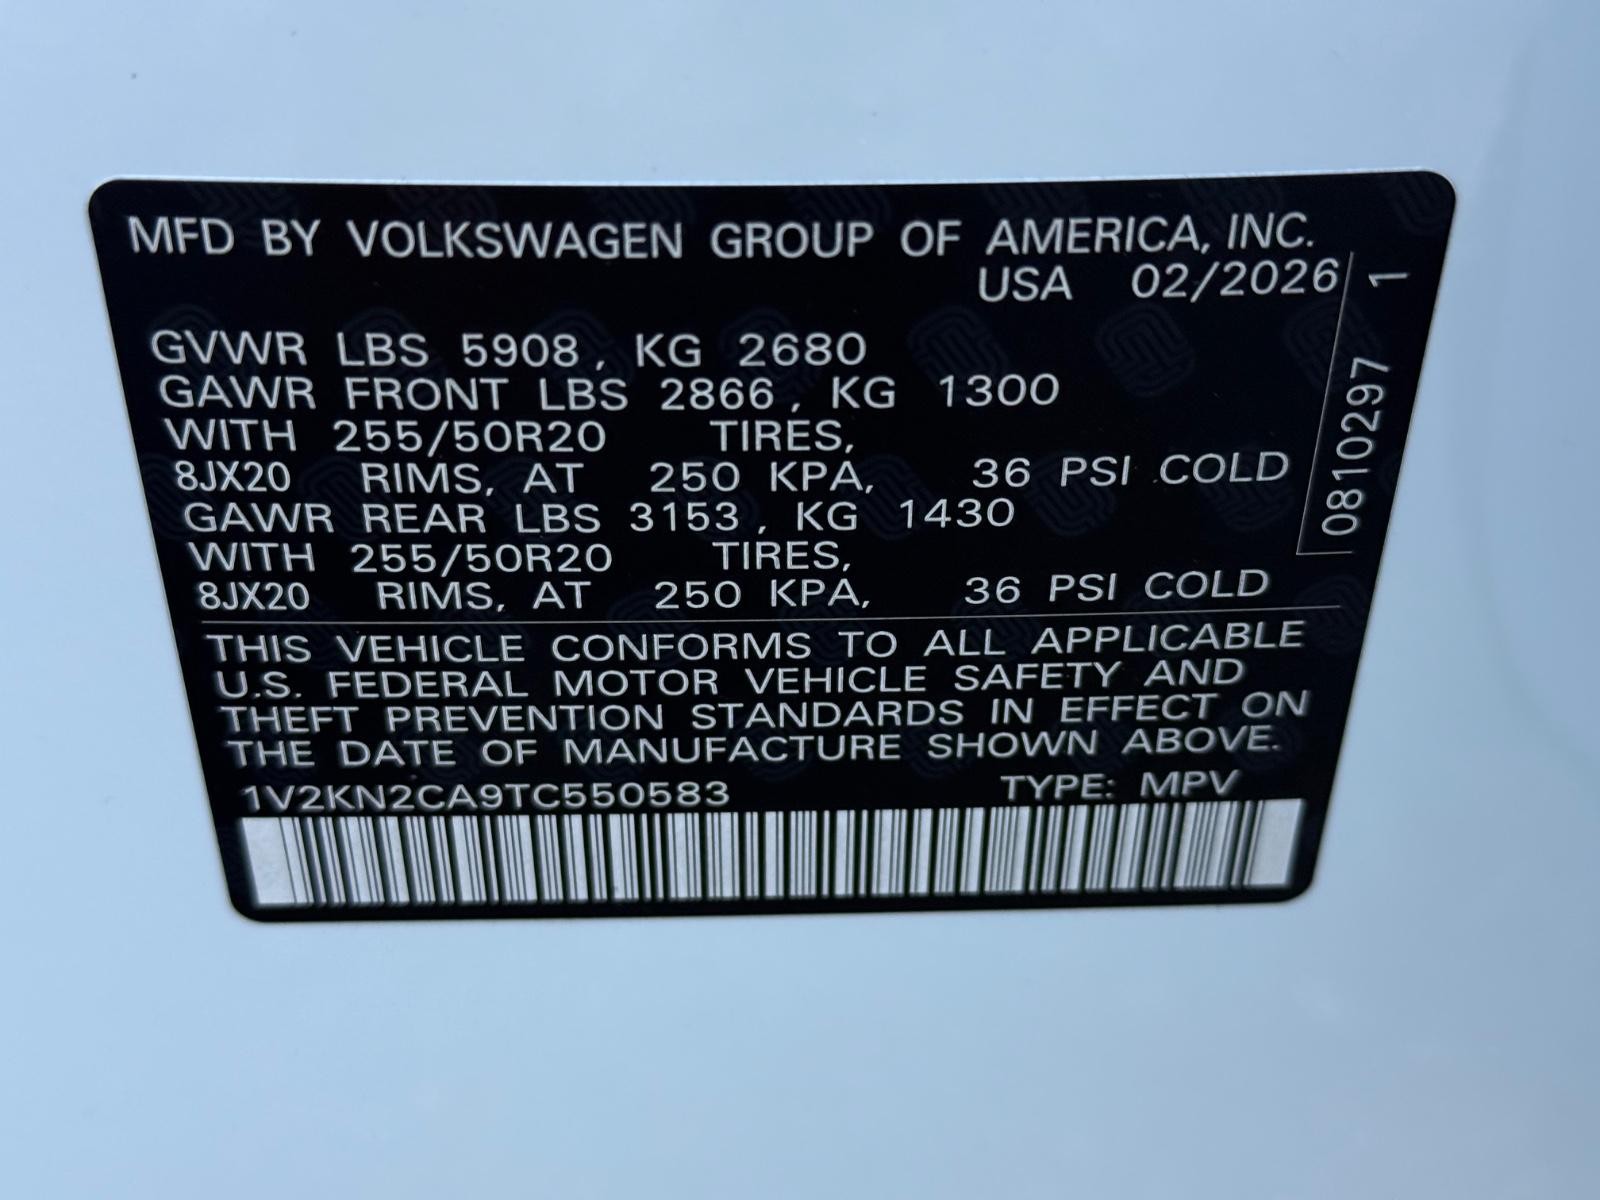 MFD BY VOLKSWAGEN GROUP OF AMERICA, INC.
USA 02/2026
GVWR LBS 5908, KG 2680
GAWR FRONT LBS 2866, KG 1300
WITH 255/50R20 TIRES,
8JX20 RIMS, AT 250 KPA, 36 PSI COLD
GAWR REAR LBS 3153, KG 1430
WITH 255/50R20 TIRES,
8JX20 RIMS, AT 250 KPA, 36 PSI COLD
THIS VEHICLE CONFORMS TO ALL APPLICABLE
U.S. FEDERAL MOTOR VEHICLE SAFETY AND
THEFT PREVENTION STANDARDS IN EFFECT ON
THE DATE OF MANUFACTURE SHOWN ABOVE.
1V2KN2CA9TC550583 TYPE: MPV
0810297 1